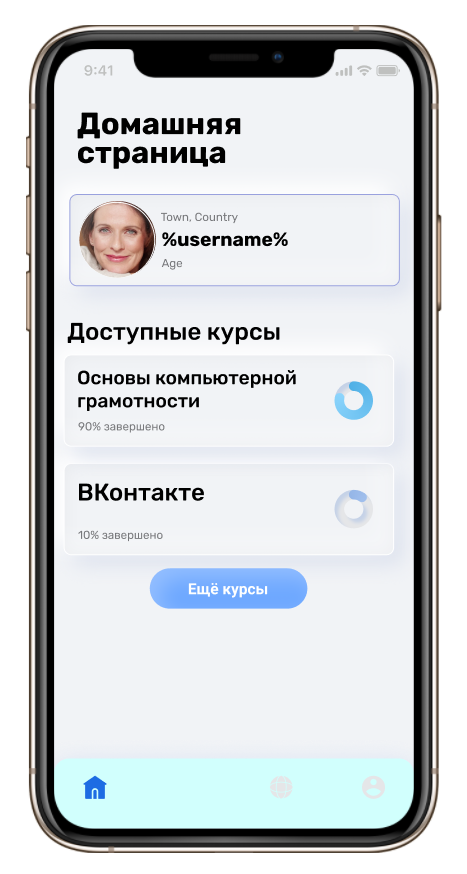 9:41
Домашняя
страница
Town, Country
%username%
Age
Доступные курсы
Основы компьютерной
грамотности
90% завершено
ВКонтакте
10% завершено
Ещё курсы